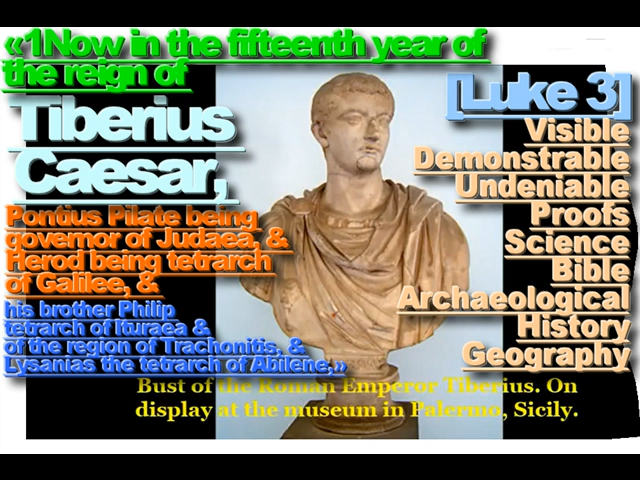 «1Now in the fifteenth year of
the reign of
Tiberius
Caesar,
Pontius Pilate being
governor of Judaea, &
Herod being tetrarch
of Galilee, &
his brother Philip
tetrarch of Ituraea &
of the region of Trachonitis, &
Lysanias the tetrarch of Abilene,»
[Luke 3]
Visible
Demonstrable
Undeniable
Proofs
Science
Bible
Archaeological
History
Geography
Bust of the Roman Emperor Tiberius. On
display at the museum in Palermo, Sicily.